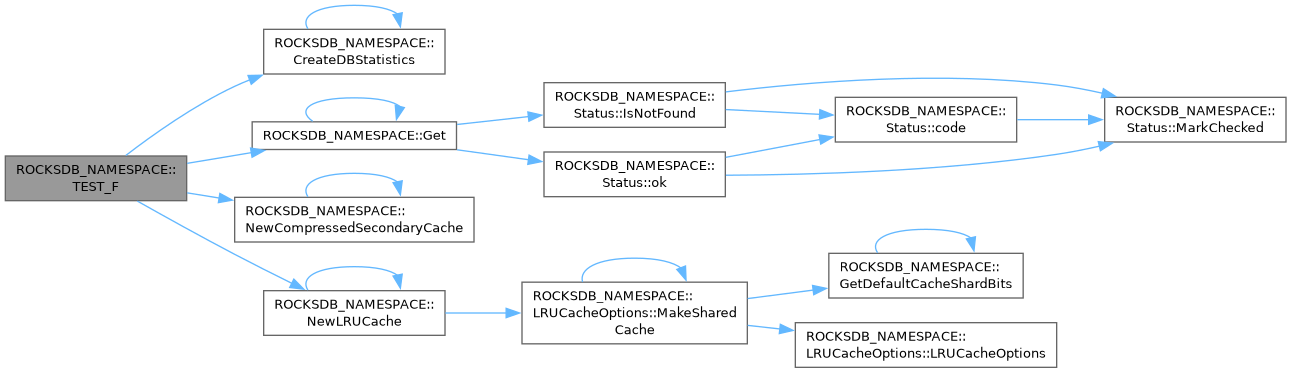 ROCKSDB_NAMESPACE::
TEST_F
ROCKSDB_NAMESPACE::
CreateDBStatistics
ROCKSDB_NAMESPACE::Get
ROCKSDB_NAMESPACE::
Status::IsNotFound
ROCKSDB_NAMESPACE::
Status::code
ROCKSDB_NAMESPACE::
Status::MarkChecked
ROCKSDB_NAMESPACE::
Status::ok
ROCKSDB_NAMESPACE::
NewCompressedSecondaryCache
ROCKSDB_NAMESPACE::
NewLRUCache
ROCKSDB_NAMESPACE::
LRUCacheOptions::MakeShared
Cache
ROCKSDB_NAMESPACE::
GetDefaultCacheShardBits
ROCKSDB_NAMESPACE::
LRUCacheOptions::LRUCacheOptions